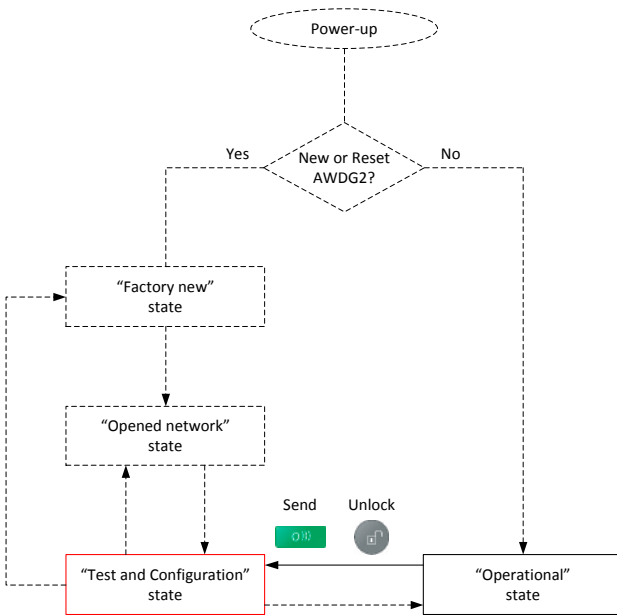 Power-up
Yes
New or Reset
AWDG2?
No
“Factory new”
state
“Opened network”
state
Send
Unlock
“Test and Configuration”
state
“Operational”
state